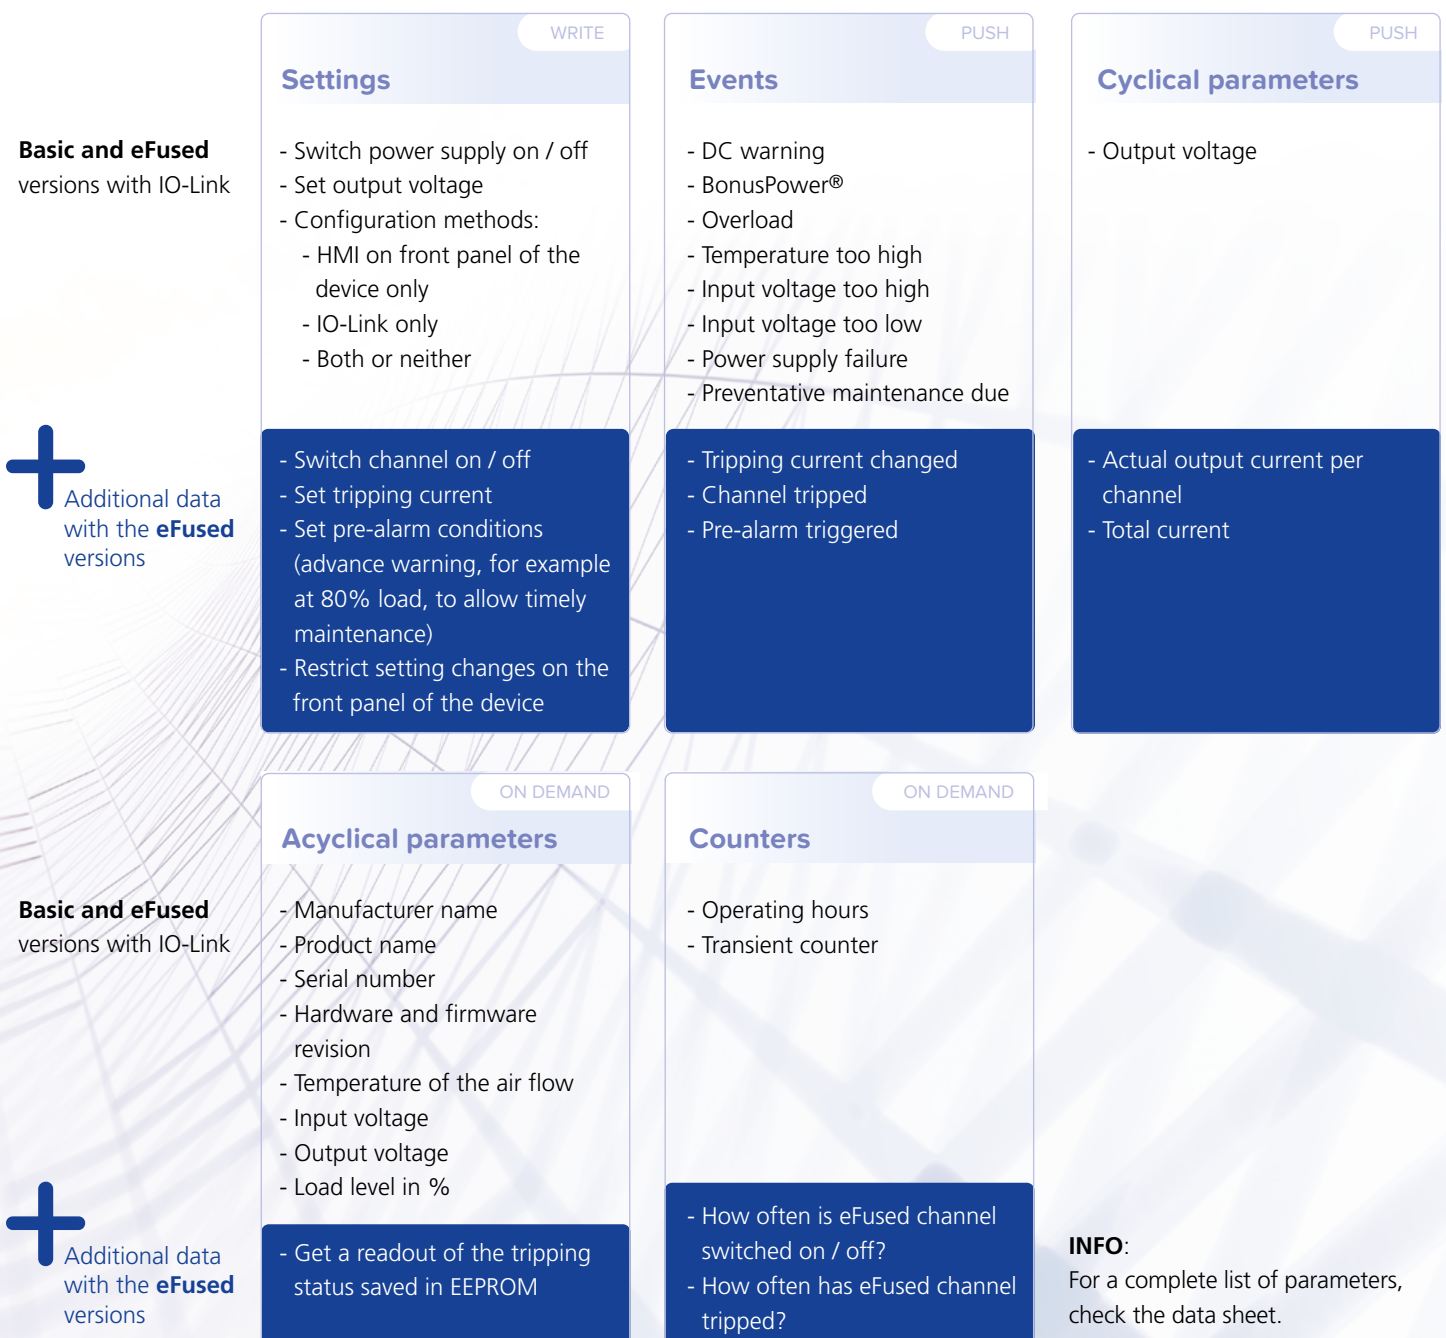 WRITE
Settings
Basic and eFused
versions with IO-Link
- Switch power supply on / off
- Set output voltage
- Configuration methods:
- HMI on front panel of the
device only
- IO-Link only
- Both or neither
Additional data
with the eFused
versions
- Switch channel on / off
- Set tripping current
- Set pre-alarm conditions
(advance warning, for example
at 80% load, to allow timely
maintenance)
- Restrict setting changes on the
front panel of the device
PUSH
Events
- DC warning
- BonusPower®
- Overload
- Temperature too high
- Input voltage too high
- Input voltage too low
- Power supply failure
- Preventative maintenance due
- Tripping current changed
- Channel tripped
- Pre-alarm triggered
PUSH
Cyclical parameters
- Output voltage
- Actual output current per
channel
- Total current
ON DEMAND
Acyclical parameters
Basic and eFused
versions with IO-Link
- Manufacturer name
- Product name
- Serial number
- Hardware and firmware
revision
- Temperature of the air flow
- Input voltage
- Output voltage
- Load level in %
Additional data
with the eFused
versions
- Get a readout of the tripping
status saved in EEPROM
ON DEMAND
Counters
- Operating hours
- Transient counter
- How often is eFused channel
switched on / off?
- How often has eFused channel
tripped?
INFO:
For a complete list of parameters,
check the data sheet.